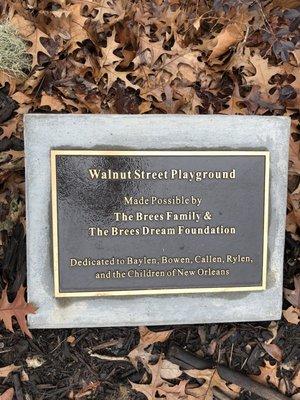 Walnut Street Playground
Made Possible by
The Brees Family &
The Brees Dream Foundation
Dedicated to Baylen, Bowen, Callen, Rylen,
and the Children of New Orleans